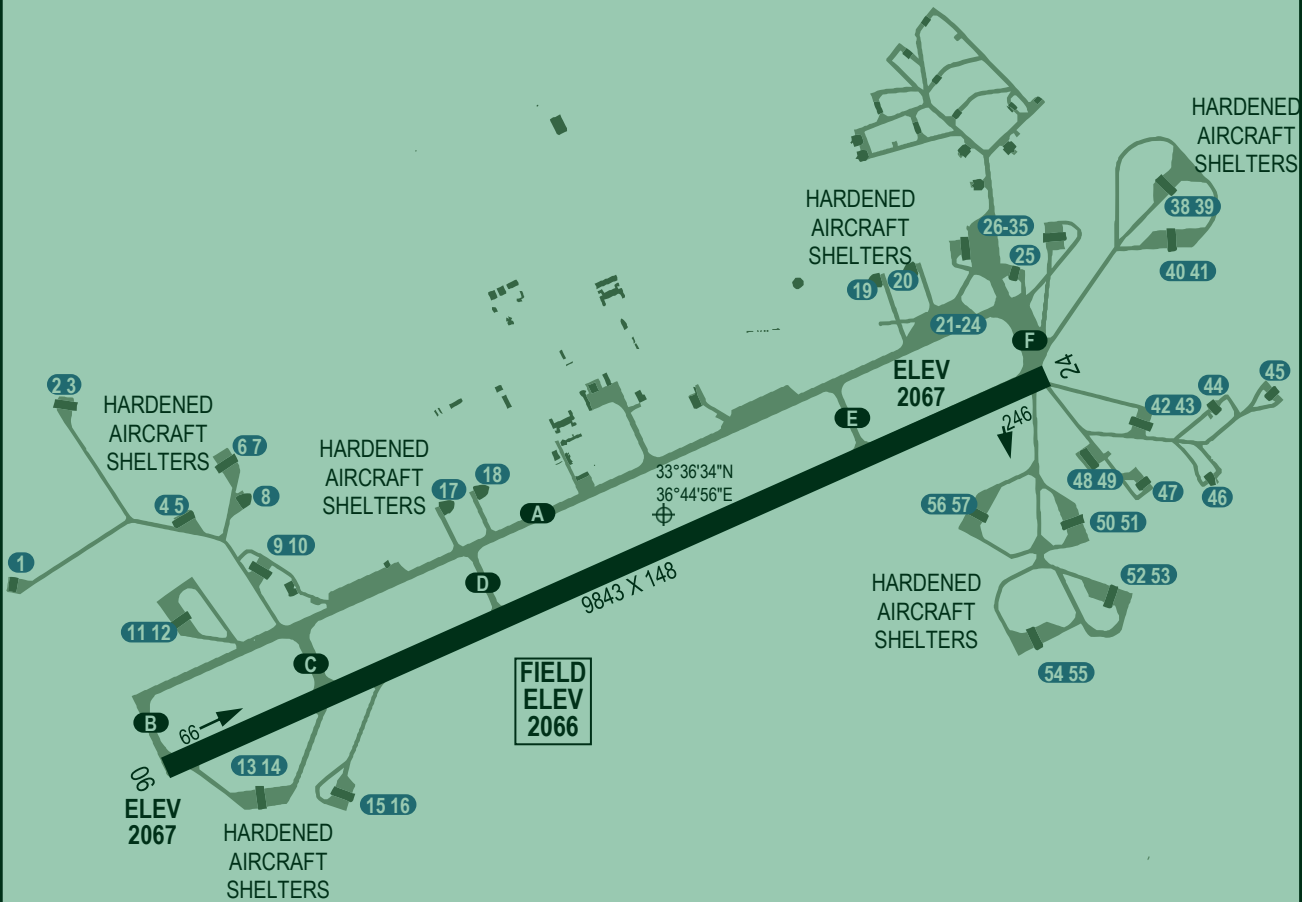 HARDENED
AIRCRAFT
SHELTERS
38 39
40 41
HARDENED
AIRCRAFT
SHELTERS
26-35
25
19
20
21-24
F
24
ELEV
2067
246
E
45
44
42 43
48 49
47
46
56 57
50 51
52 53
54 55
HARDENED
AIRCRAFT
SHELTERS
2 3
HARDENED
AIRCRAFT
SHELTERS
6 7
8
4 5
9 10
1
11 12
HARDENED
AIRCRAFT
SHELTERS
17
18
A
33°36'34"N
36°44'56"E
D
9843 X 148
C
FIELD
ELEV
2066
B
66
06
ELEV
2067
13 14
15 16
HARDENED
AIRCRAFT
SHELTERS